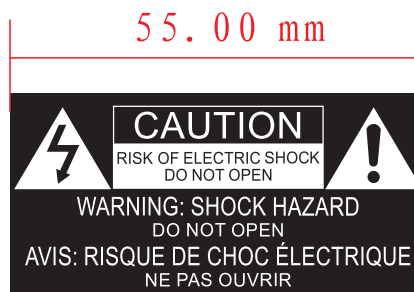 55.00 mm
CAUTION
RISK OF ELECTRIC SHOCK
DO NOT OPEN
WARNING: SHOCK HAZARD
DO NOT OPEN
AVIS: RISQUE DE CHOC ÉLECTRIQUE
NE PAS OUVRIR